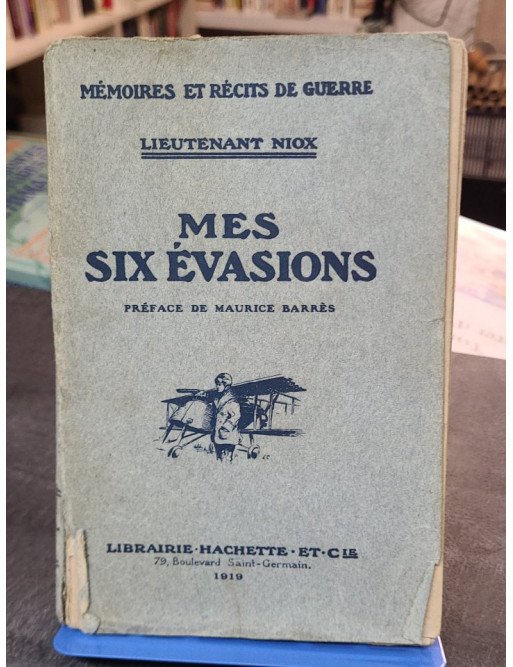 MÉMOIRES ET RÉCITS DE GUERRE
LIEUTENANT NIOX
MES
SIX ÉVASIONS
PRÉFACE DE MAURICE BARRÈS
LIBRAIRIE·HACHETTE·ET·CIE
79, Boulevard Saint-Germain.
1919